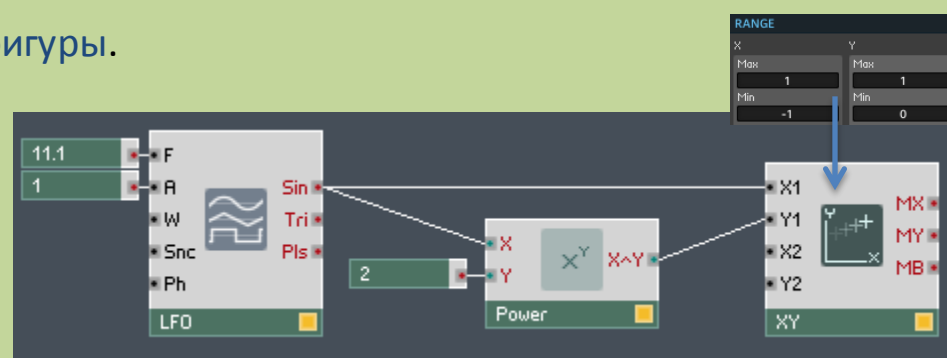 игуры.
RANGE
X Y
Max Max
1 1
Min Min
-1 0
11.1 F
1 A Sin X1
W Tri Y1 MX
Snc Pls X X^Y X2 MY
Ph 2 Y Y2 MB
LFO Power XY